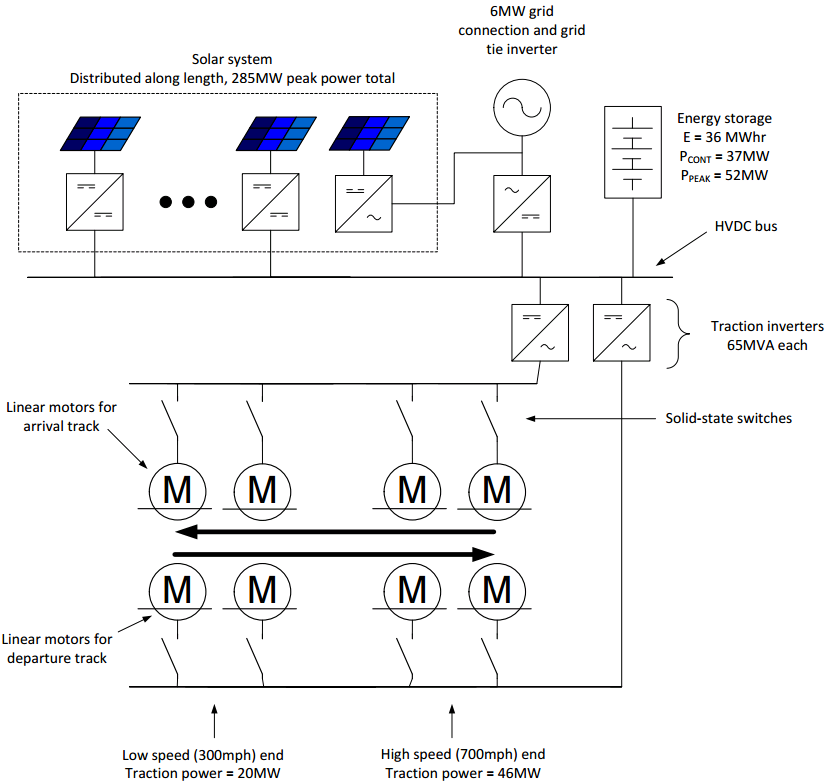 6MW grid
connection and grid
tie inverter
Solar system
Distributed along length, 285MW peak power total
Energy storage
E = 36 MWhr
PCONT = 37MW
PPEAK = 52MW
HVDC bus
Traction inverters
65MVA each
Linear motors for
arrival track
Solid-state switches
M
M
M
M
M
M
M
M
Linear motors for
departure track
Low speed (300mph) end
Traction power = 20MW
High speed (700mph) end
Traction power = 46MW